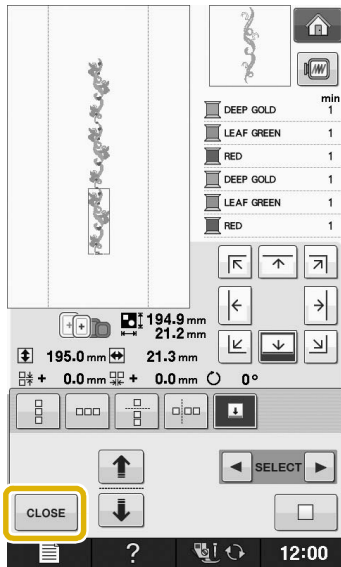 min
DEEP GOLD 1
LEAF GREEN 1
RED 1
DEEP GOLD 1
LEAF GREEN 1
RED 1
194.9 mm
21.2 mm
195.0 mm 21.3 mm
+ 0.0 mm + 0.0 mm 0°
SELECT
CLOSE
? 12:00